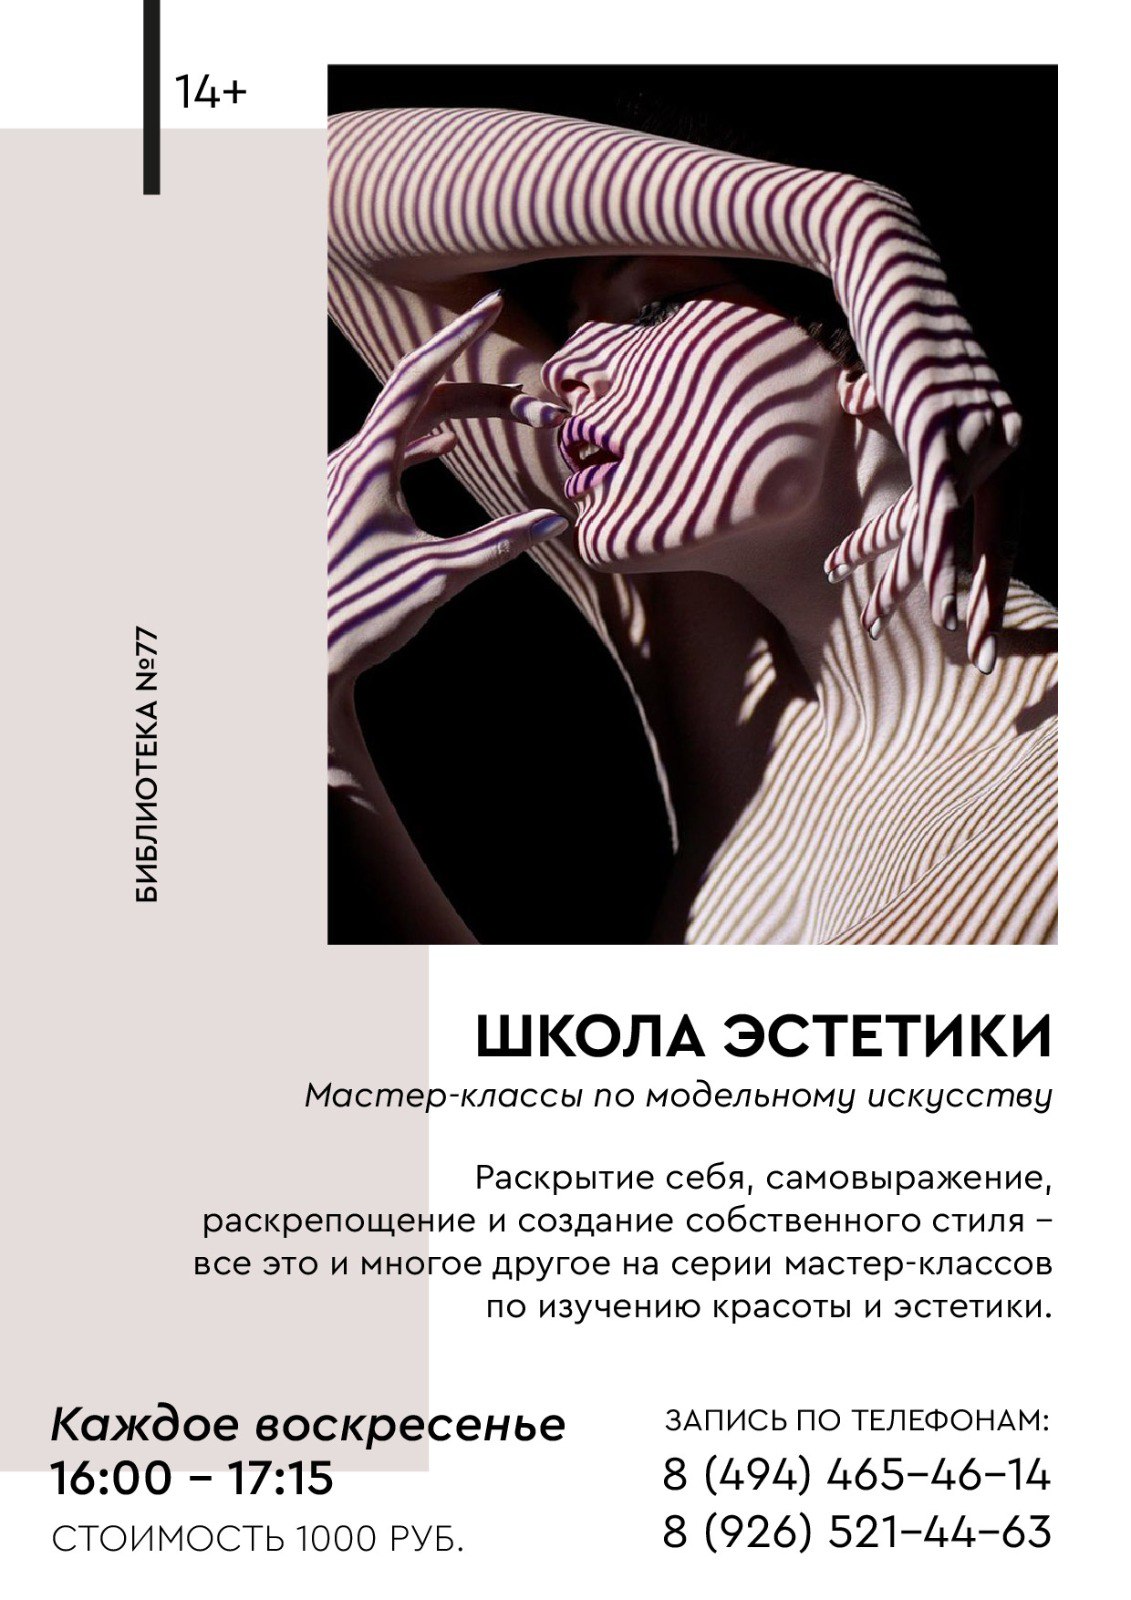 14+
БИБЛИОТЕКА №77
ШКОЛА ЭСТЕТИКИ
Мастер-классы по модельному искусству
Раскрытие себя, самовыражение,
раскрепощение и создание собственного стиля –
все это и многое другое на серии мастер-классов
по изучению красоты и эстетики.
Каждое воскресенье
16:00 – 17:15
СТОИМОСТЬ 1000 РУБ.
ЗАПИСЬ ПО ТЕЛЕФОНАМ:
8 (494) 465-46-14
8 (926) 521-44-63